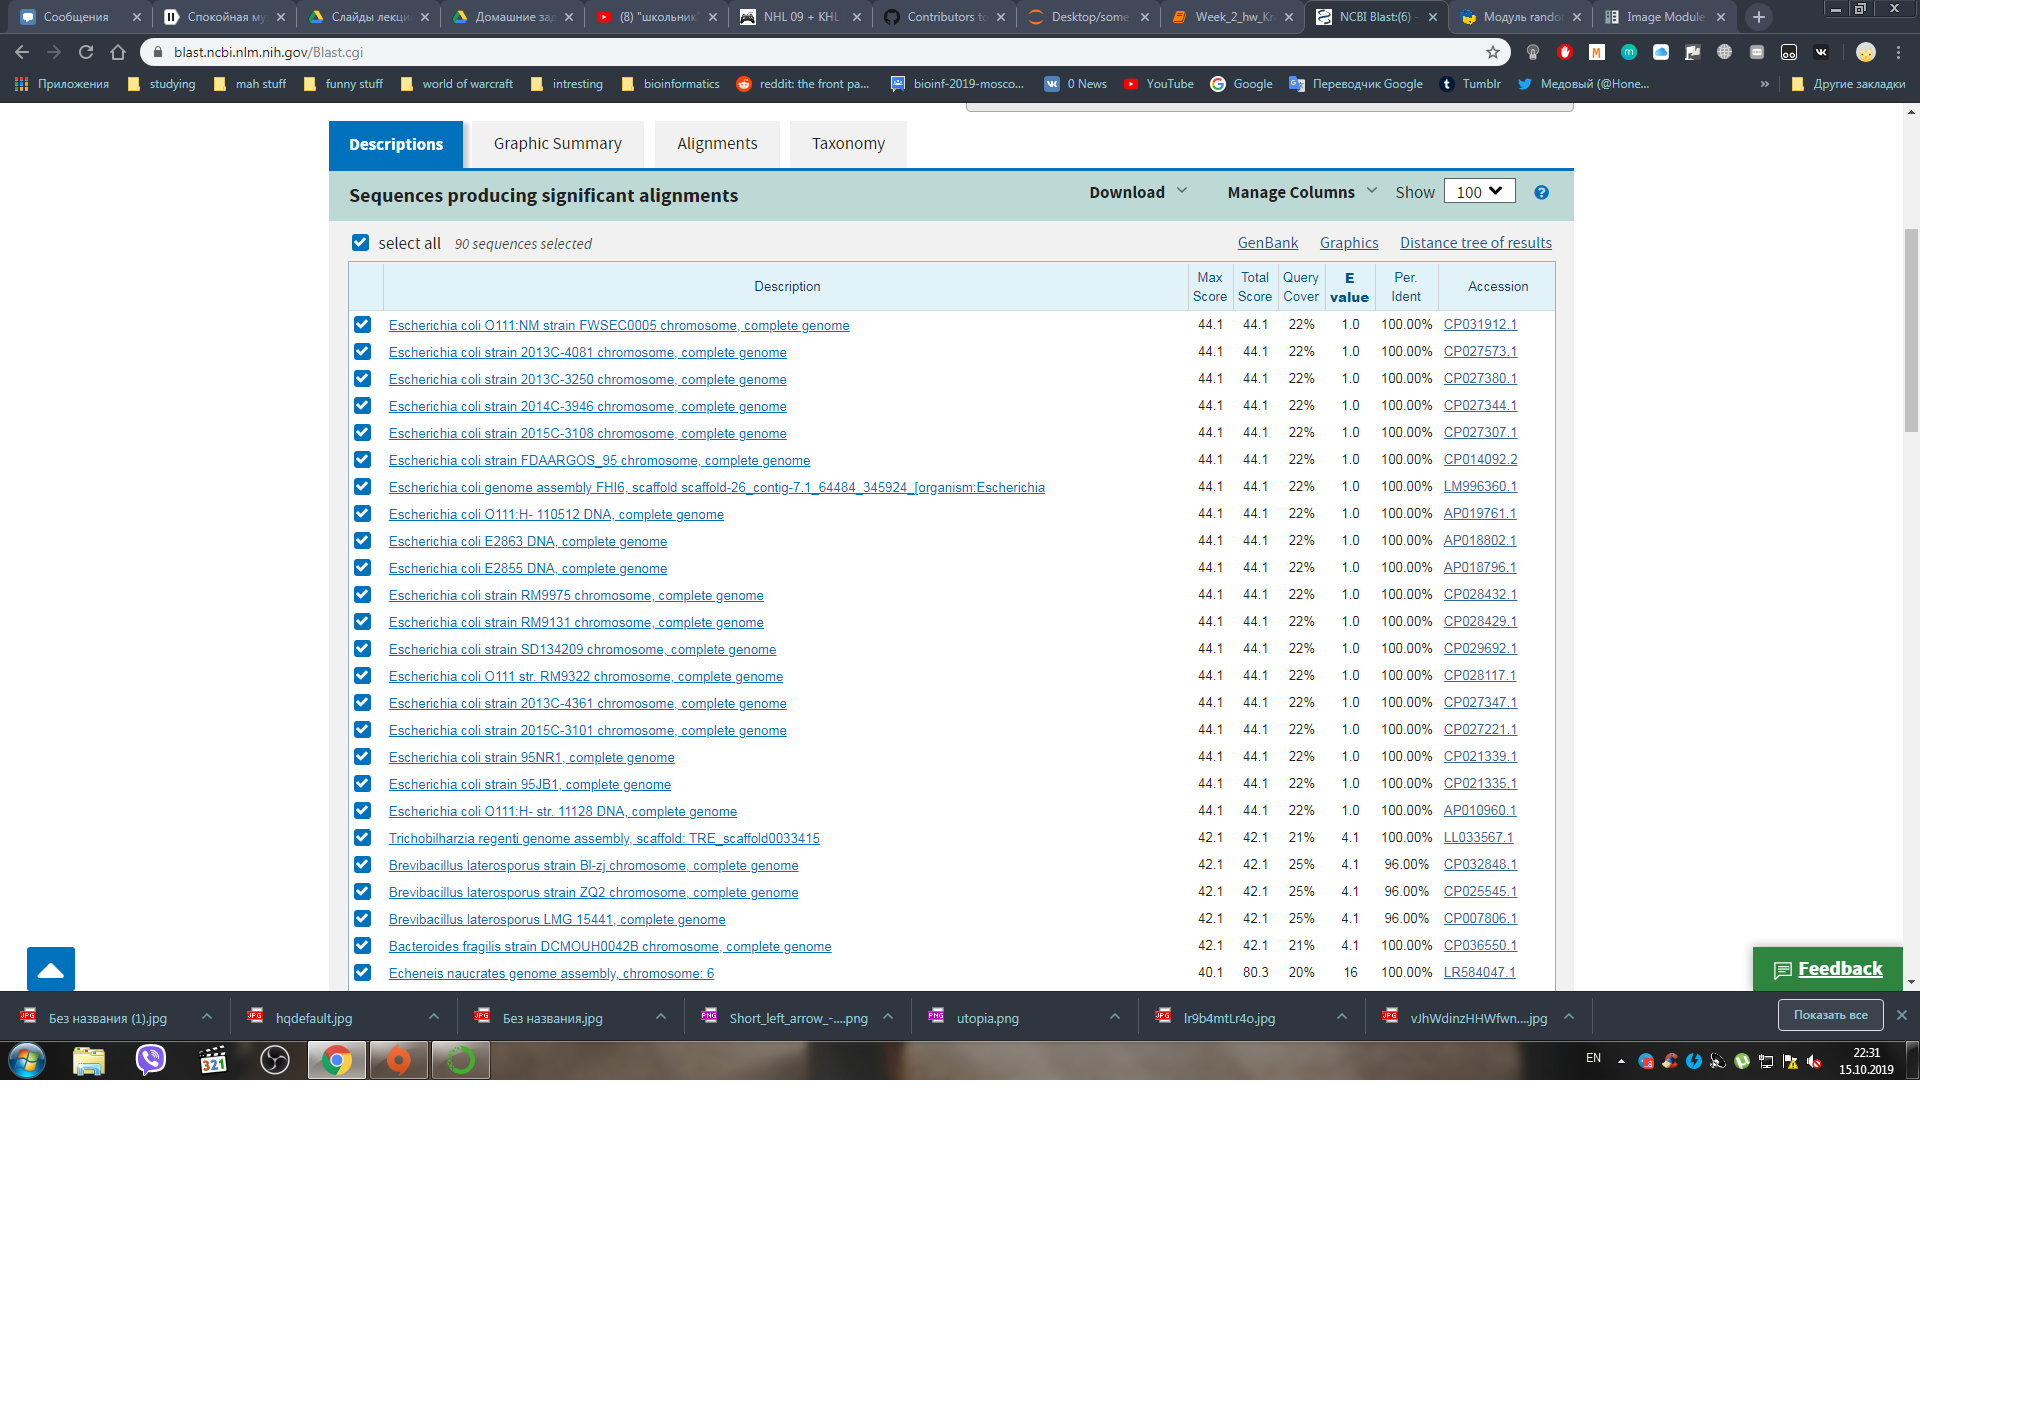 Сообщения
Спокойная му
Слайды лекци
Домашние зад
(8) "школьник
NHL 09 + KHL
Contributors to
Desktop/some
Week_2_hw_Kr
NCBI Blast:(6) -
Модуль rando
Image Module
blast.ncbi.nlm.nih.gov/Blast.cgi
Приложения studying mah stuff funny stuff world of warcraft intresting bioinformatics reddit: the front pa... bioinf-2019-mosco... 0 News YouTube Google Переводчик Google Tumblr Медовый (@Hone... » Другие закладки
Descriptions Graphic Summary Alignments Taxonomy
Sequences producing significant alignments Download Manage Columns Show 100 ?
select all 90 sequences selected GenBank Graphics Distance tree of results
Description Max Score Total Score Query Cover E value Per. Ident Accession
Escherichia coli O111:NM strain FWSEC0005 chromosome, complete genome 44.1 44.1 22% 1.0 100.00% CP031912.1
Escherichia coli strain 2013C-4081 chromosome, complete genome 44.1 44.1 22% 1.0 100.00% CP027573.1
Escherichia coli strain 2013C-3250 chromosome, complete genome 44.1 44.1 22% 1.0 100.00% CP027380.1
Escherichia coli strain 2014C-3946 chromosome, complete genome 44.1 44.1 22% 1.0 100.00% CP027344.1
Escherichia coli strain 2015C-3108 chromosome, complete genome 44.1 44.1 22% 1.0 100.00% CP027307.1
Escherichia coli strain FDAARGOS_95 chromosome, complete genome 44.1 44.1 22% 1.0 100.00% CP014092.2
Escherichia coli genome assembly FHI6, scaffold scaffold-26_contig-7.1_64484_345924_[organism:Escherichia 44.1 44.1 22% 1.0 100.00% LM996360.1
Escherichia coli O111:H- 110512 DNA, complete genome 44.1 44.1 22% 1.0 100.00% AP019761.1
Escherichia coli E2863 DNA, complete genome 44.1 44.1 22% 1.0 100.00% AP018802.1
Escherichia coli E2855 DNA, complete genome 44.1 44.1 22% 1.0 100.00% AP018796.1
Escherichia coli strain RM9975 chromosome, complete genome 44.1 44.1 22% 1.0 100.00% CP028432.1
Escherichia coli strain RM9131 chromosome, complete genome 44.1 44.1 22% 1.0 100.00% CP028429.1
Escherichia coli strain SD134209 chromosome, complete genome 44.1 44.1 22% 1.0 100.00% CP029692.1
Escherichia coli O111 str. RM9322 chromosome, complete genome 44.1 44.1 22% 1.0 100.00% CP028117.1
Escherichia coli strain 2013C-4361 chromosome, complete genome 44.1 44.1 22% 1.0 100.00% CP027347.1
Escherichia coli strain 2015C-3101 chromosome, complete genome 44.1 44.1 22% 1.0 100.00% CP027221.1
Escherichia coli strain 95NR1, complete genome 44.1 44.1 22% 1.0 100.00% CP021339.1
Escherichia coli strain 95JB1, complete genome 44.1 44.1 22% 1.0 100.00% CP021335.1
Escherichia coli O111:H- str. 11128 DNA, complete genome 44.1 44.1 22% 1.0 100.00% AP010960.1
Trichobilharzia regenti genome assembly, scaffold: TRE_scaffold0033415 42.1 42.1 21% 4.1 100.00% LL033567.1
Brevibacillus laterosporus strain Bl-zj chromosome, complete genome 42.1 42.1 25% 4.1 96.00% CP032848.1
Brevibacillus laterosporus strain ZQ2 chromosome, complete genome 42.1 42.1 25% 4.1 96.00% CP025545.1
Brevibacillus laterosporus LMG 15441, complete genome 42.1 42.1 25% 4.1 96.00% CP007806.1
Bacteroides fragilis strain DCMOUH0042B chromosome, complete genome 42.1 42.1 21% 4.1 100.00% CP036550.1
Echeneis naucrates genome assembly, chromosome: 6 40.1 80.3 20% 16 100.00% LR584047.1
Feedback
Без названия (1).jpg hqdefault.jpg Без названия.jpg Short_left_arrow_-....png utopia.png lr9b4mtLr4o.jpg vJhWdinzHHWfwn....jpg Показать все
321
EN 22:31
15.10.2019